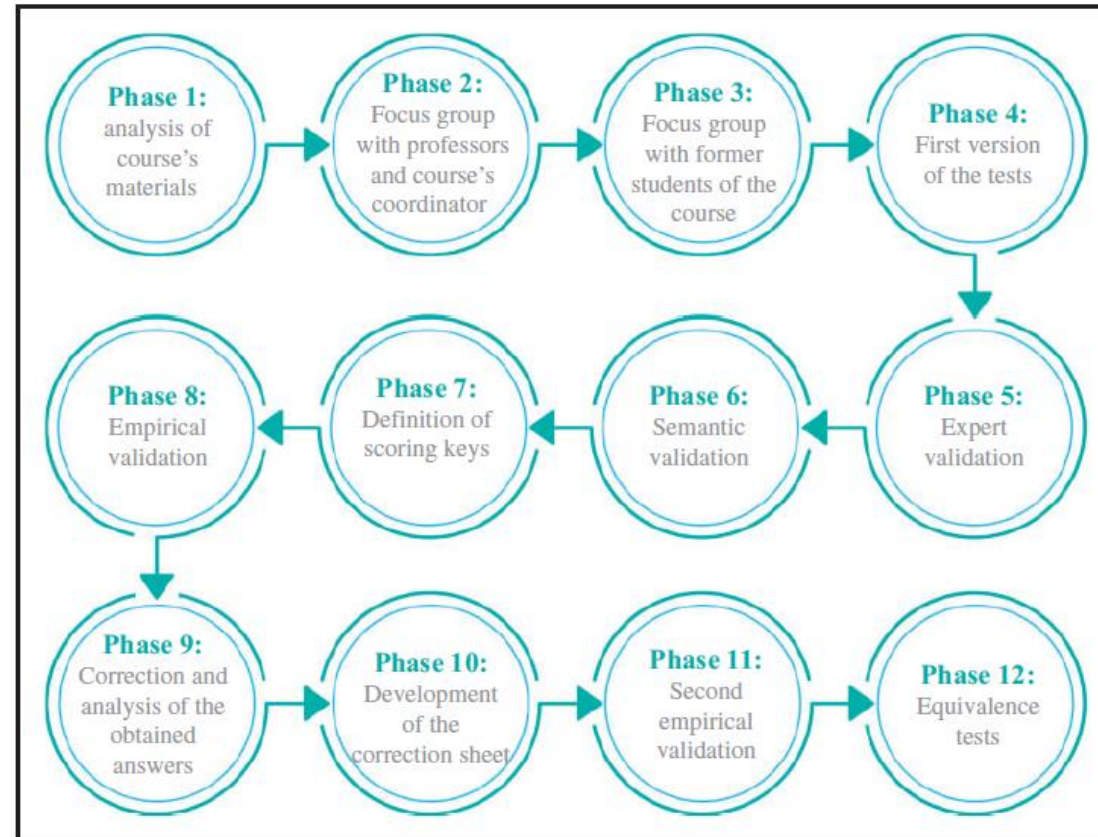 Phase 1:
analysis of
course's
materials
Phase 2:
Focus group
with professors
and course's
coordinator
Phase 3:
Focus group
with former
students of the
course
Phase 4:
First version
of the tests
Phase 5:
Expert
validation
Phase 6:
Semantic
validation
Phase 7:
Definition of
scoring keys
Phase 8:
Empirical
validation
Phase 9:
Correction and
analysis of the
obtained
answers
Phase 10:
Development
of the
correction sheet
Phase 11:
Second
empirical
validation
Phase 12:
Equivalence
tests